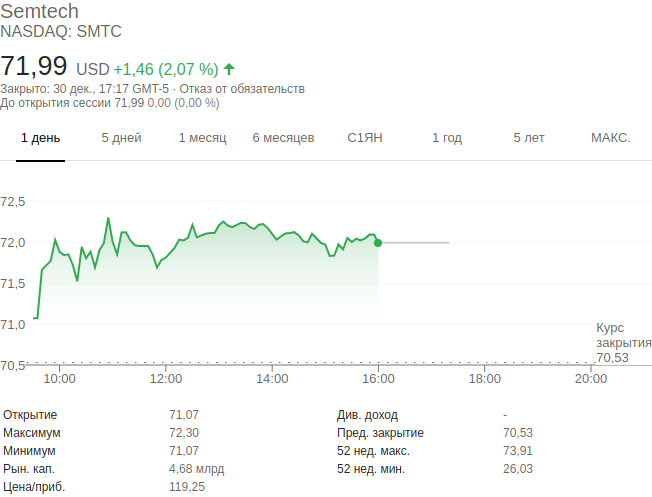 Semtech
NASDAQ: SMTC
71,99 USD +1,46 (2,07 %) ↑
Закрыто: 30 дек., 17:17 GMT-5 · Отказ от обязательств
До открытия сессии 71,99 0,00 (0,00 %)
1 день 5 дней 1 месяц 6 месяцев С1ЯН 1 год 5 лет МАКС.
72,5
72,0
71,5
71,0
Курс
закрытия
70,53
70,5
10:00 12:00 14:00 16:00 18:00 20:00
Открытие 71,07 Див. доход -
Максимум 72,30 Пред. закрытие 70,53
Минимум 71,07 52 нед. макс. 73,91
Рын. кап. 4,68 млрд 52 нед. мин. 26,03
Цена/приб. 119,25